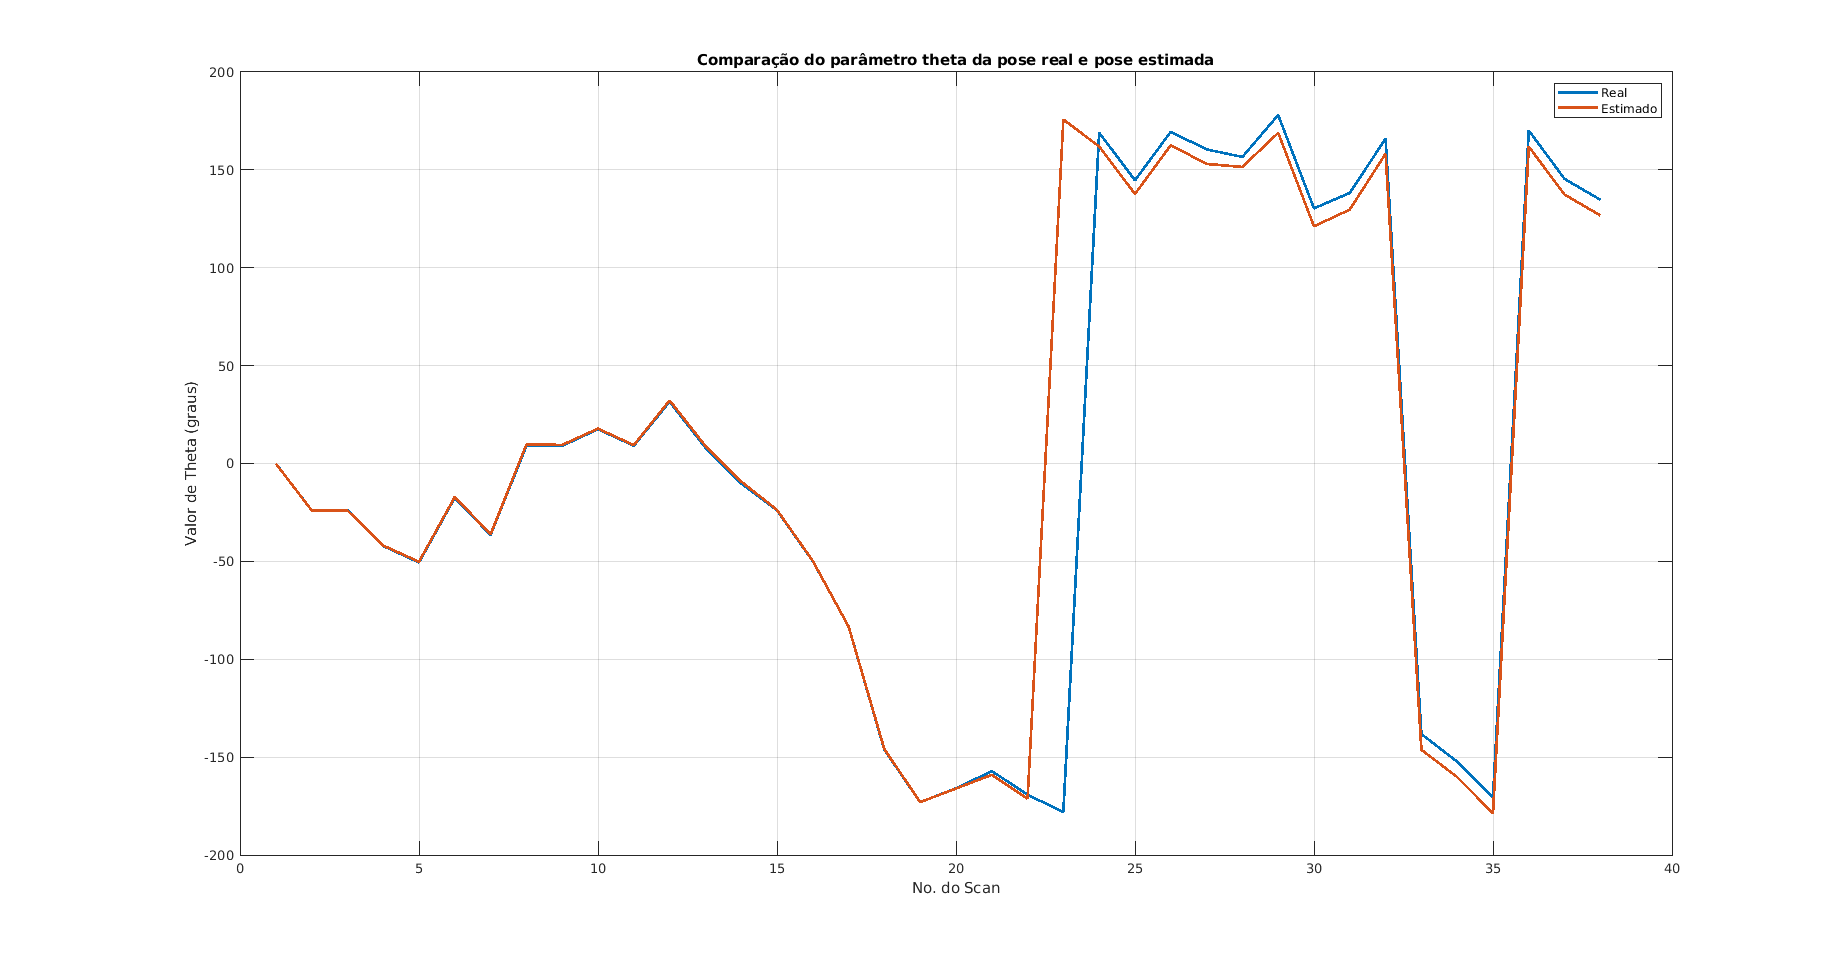 Comparação do parâmetro theta da pose real e pose estimada
Real
Estimado
Valor de Theta (graus)
200
150
100
50
0
-50
-100
-150
-200
0 5 10 15 20 25 30 35 40
No. do Scan